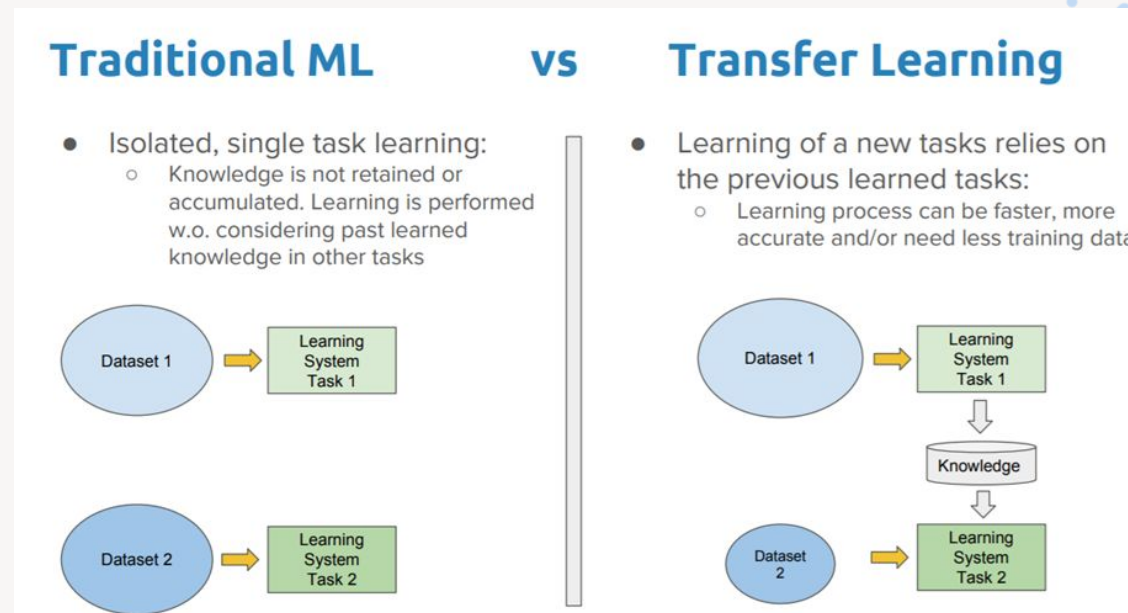 Traditional ML vs Transfer Learning
● Isolated, single task learning:
○ Knowledge is not retained or
accumulated. Learning is performed
w.o. considering past learned
knowledge in other tasks
● Learning of a new tasks relies on
the previous learned tasks:
○ Learning process can be faster, more
accurate and/or need less training data
Dataset 1
Learning
System
Task 1
Dataset 2
Learning
System
Task 2
Dataset 1
Learning
System
Task 1
Knowledge
Dataset
2
Learning
System
Task 2